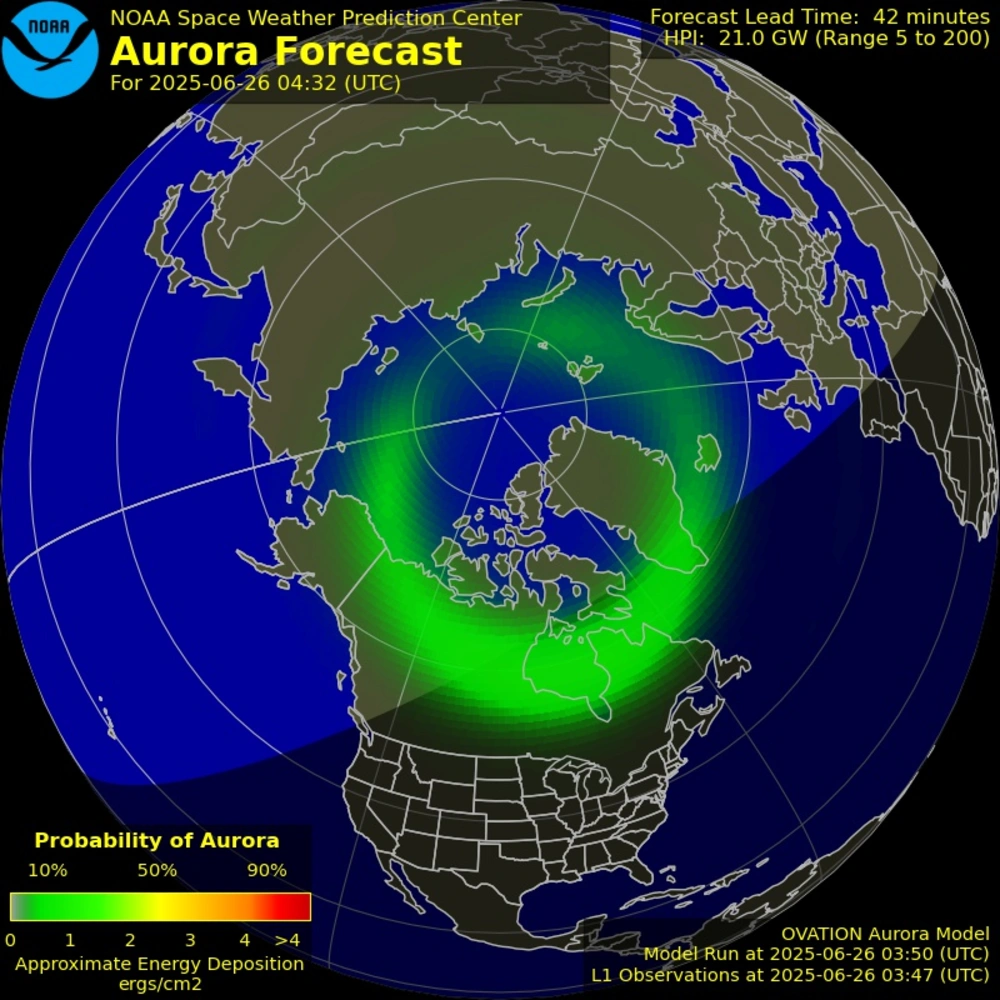 NOAA
NOAA Space Weather Prediction Center
Aurora Forecast
For 2025-06-26 04:32 (UTC)
Forecast Lead Time: 42 minutes
HPI: 21.0 GW (Range 5 to 200)
Probability of Aurora
10% 50% 90%
0 1 2 3 4 >4
Approximate Energy Deposition
ergs/cm2
OVATION Aurora Model
Model Run at 2025-06-26 03:50 (UTC)
L1 Observations at 2025-06-26 03:47 (UTC)